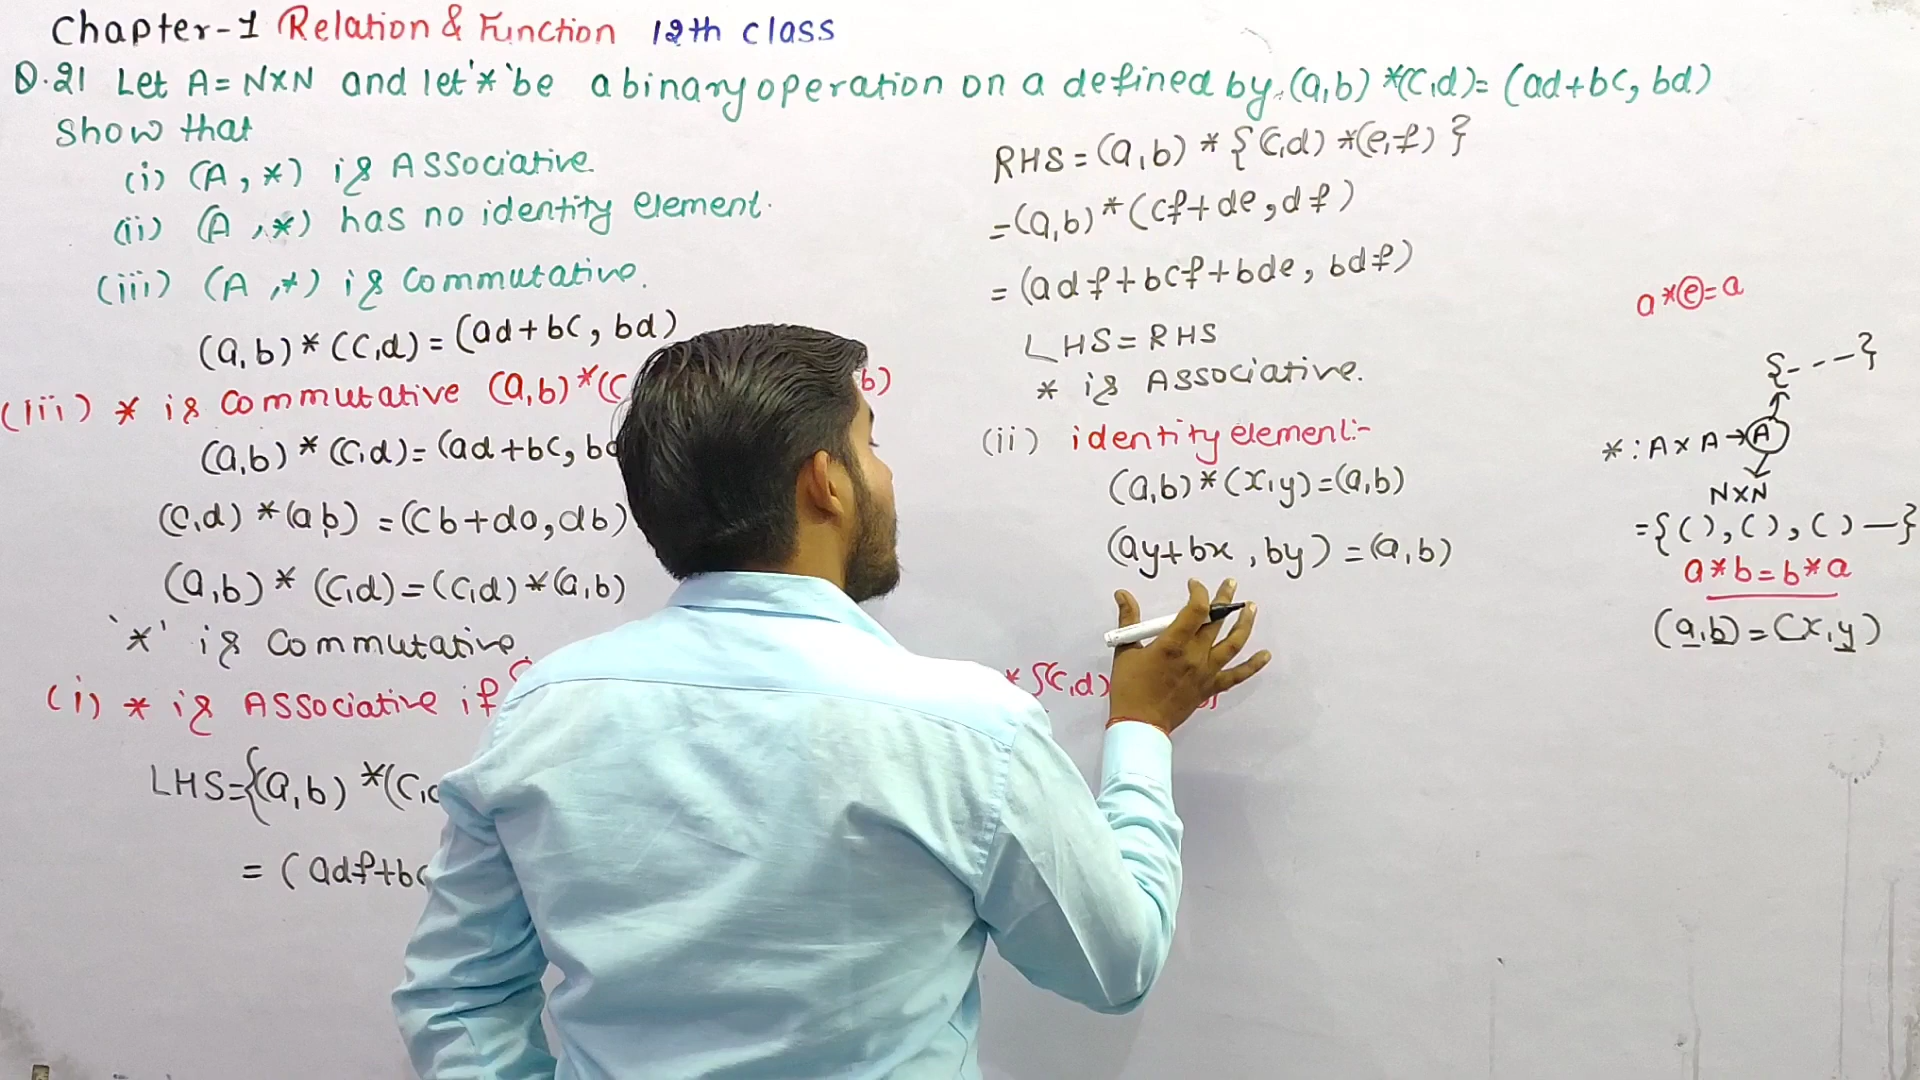 Chapter-1 Relation & Function 12th class
Q.21 Let A = N×N and let '*' be a binary operation on a defined by (a,b)*(c,d)= (ad+bc, bd)
Show that
(i) (A, *) is Associative.
(ii) (A, *) has no identity element.
(iii) (A, *) is Commutative.
(a,b)*(c,d)=(ad+bc, bd)
(iii) * is Commutative (a,b)*(c b)
(a,b)*(c,d)=(ad+bc, bd
(c,d)*(a b)=(cb+da, db)
(a,b)*(c,d)=(c,d)*(a,b)
'*' is Commutative.
(i) * is Associative if * {(c,d)
LHS={(a,b)*(c,d
= (adf+bc
RHS=(a,b)*{(c,d)*(e,f)}
=(a,b)*(cf+de, df)
= (adf+bcf+bde, bdf)
LHS=RHS
* is Associative.
(ii) identity element:-
(a,b)*(x,y)=(a,b)
(ay+bx, by)=(a,b)
a*e=a
{---}
*:A×A→A
N×N
={(),(),()—}
a*b=b*a
(a,b)=(x,y)